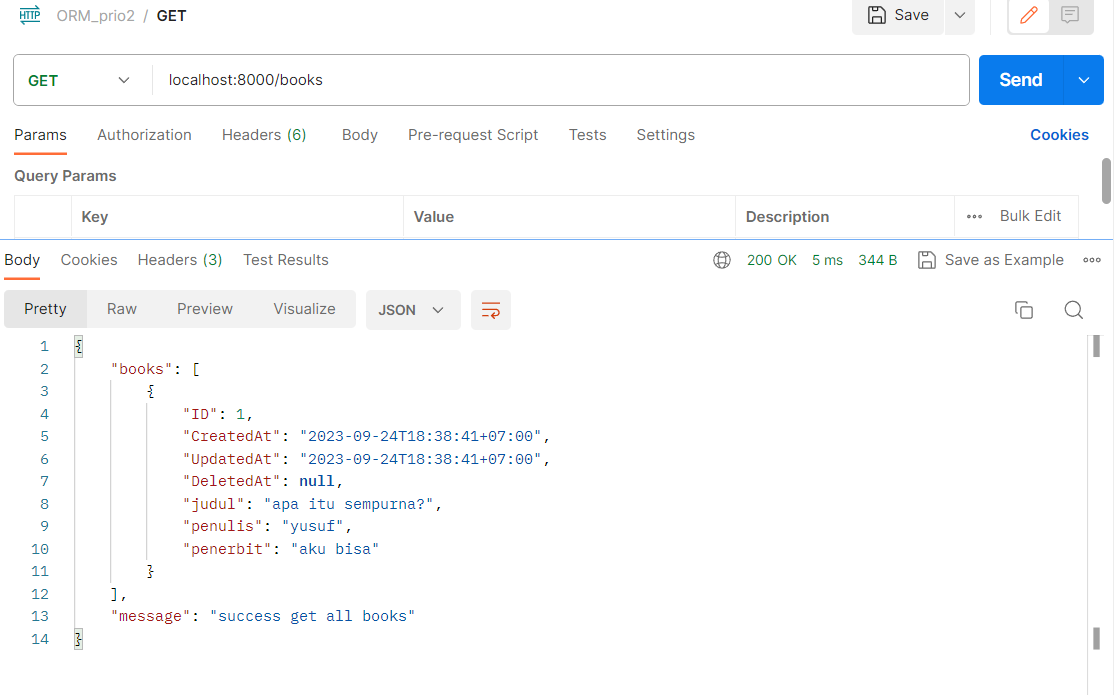 HTTP ORM_prio2 / GET Save
GET localhost:8000/books Send
Params Authorization Headers (6) Body Pre-request Script Tests Settings Cookies
Query Params
Key Value Description ••• Bulk Edit
Body Cookies Headers (3) Test Results 200 OK 5 ms 344 B Save as Example
Pretty Raw Preview Visualize JSON
1 {
2 "books": [
3 {
4 "ID": 1,
5 "CreatedAt": "2023-09-24T18:38:41+07:00",
6 "UpdatedAt": "2023-09-24T18:38:41+07:00",
7 "DeletedAt": null,
8 "judul": "apa itu sempurna?",
9 "penulis": "yusuf",
10 "penerbit": "aku bisa"
11 }
12 ],
13 "message": "success get all books"
14 }